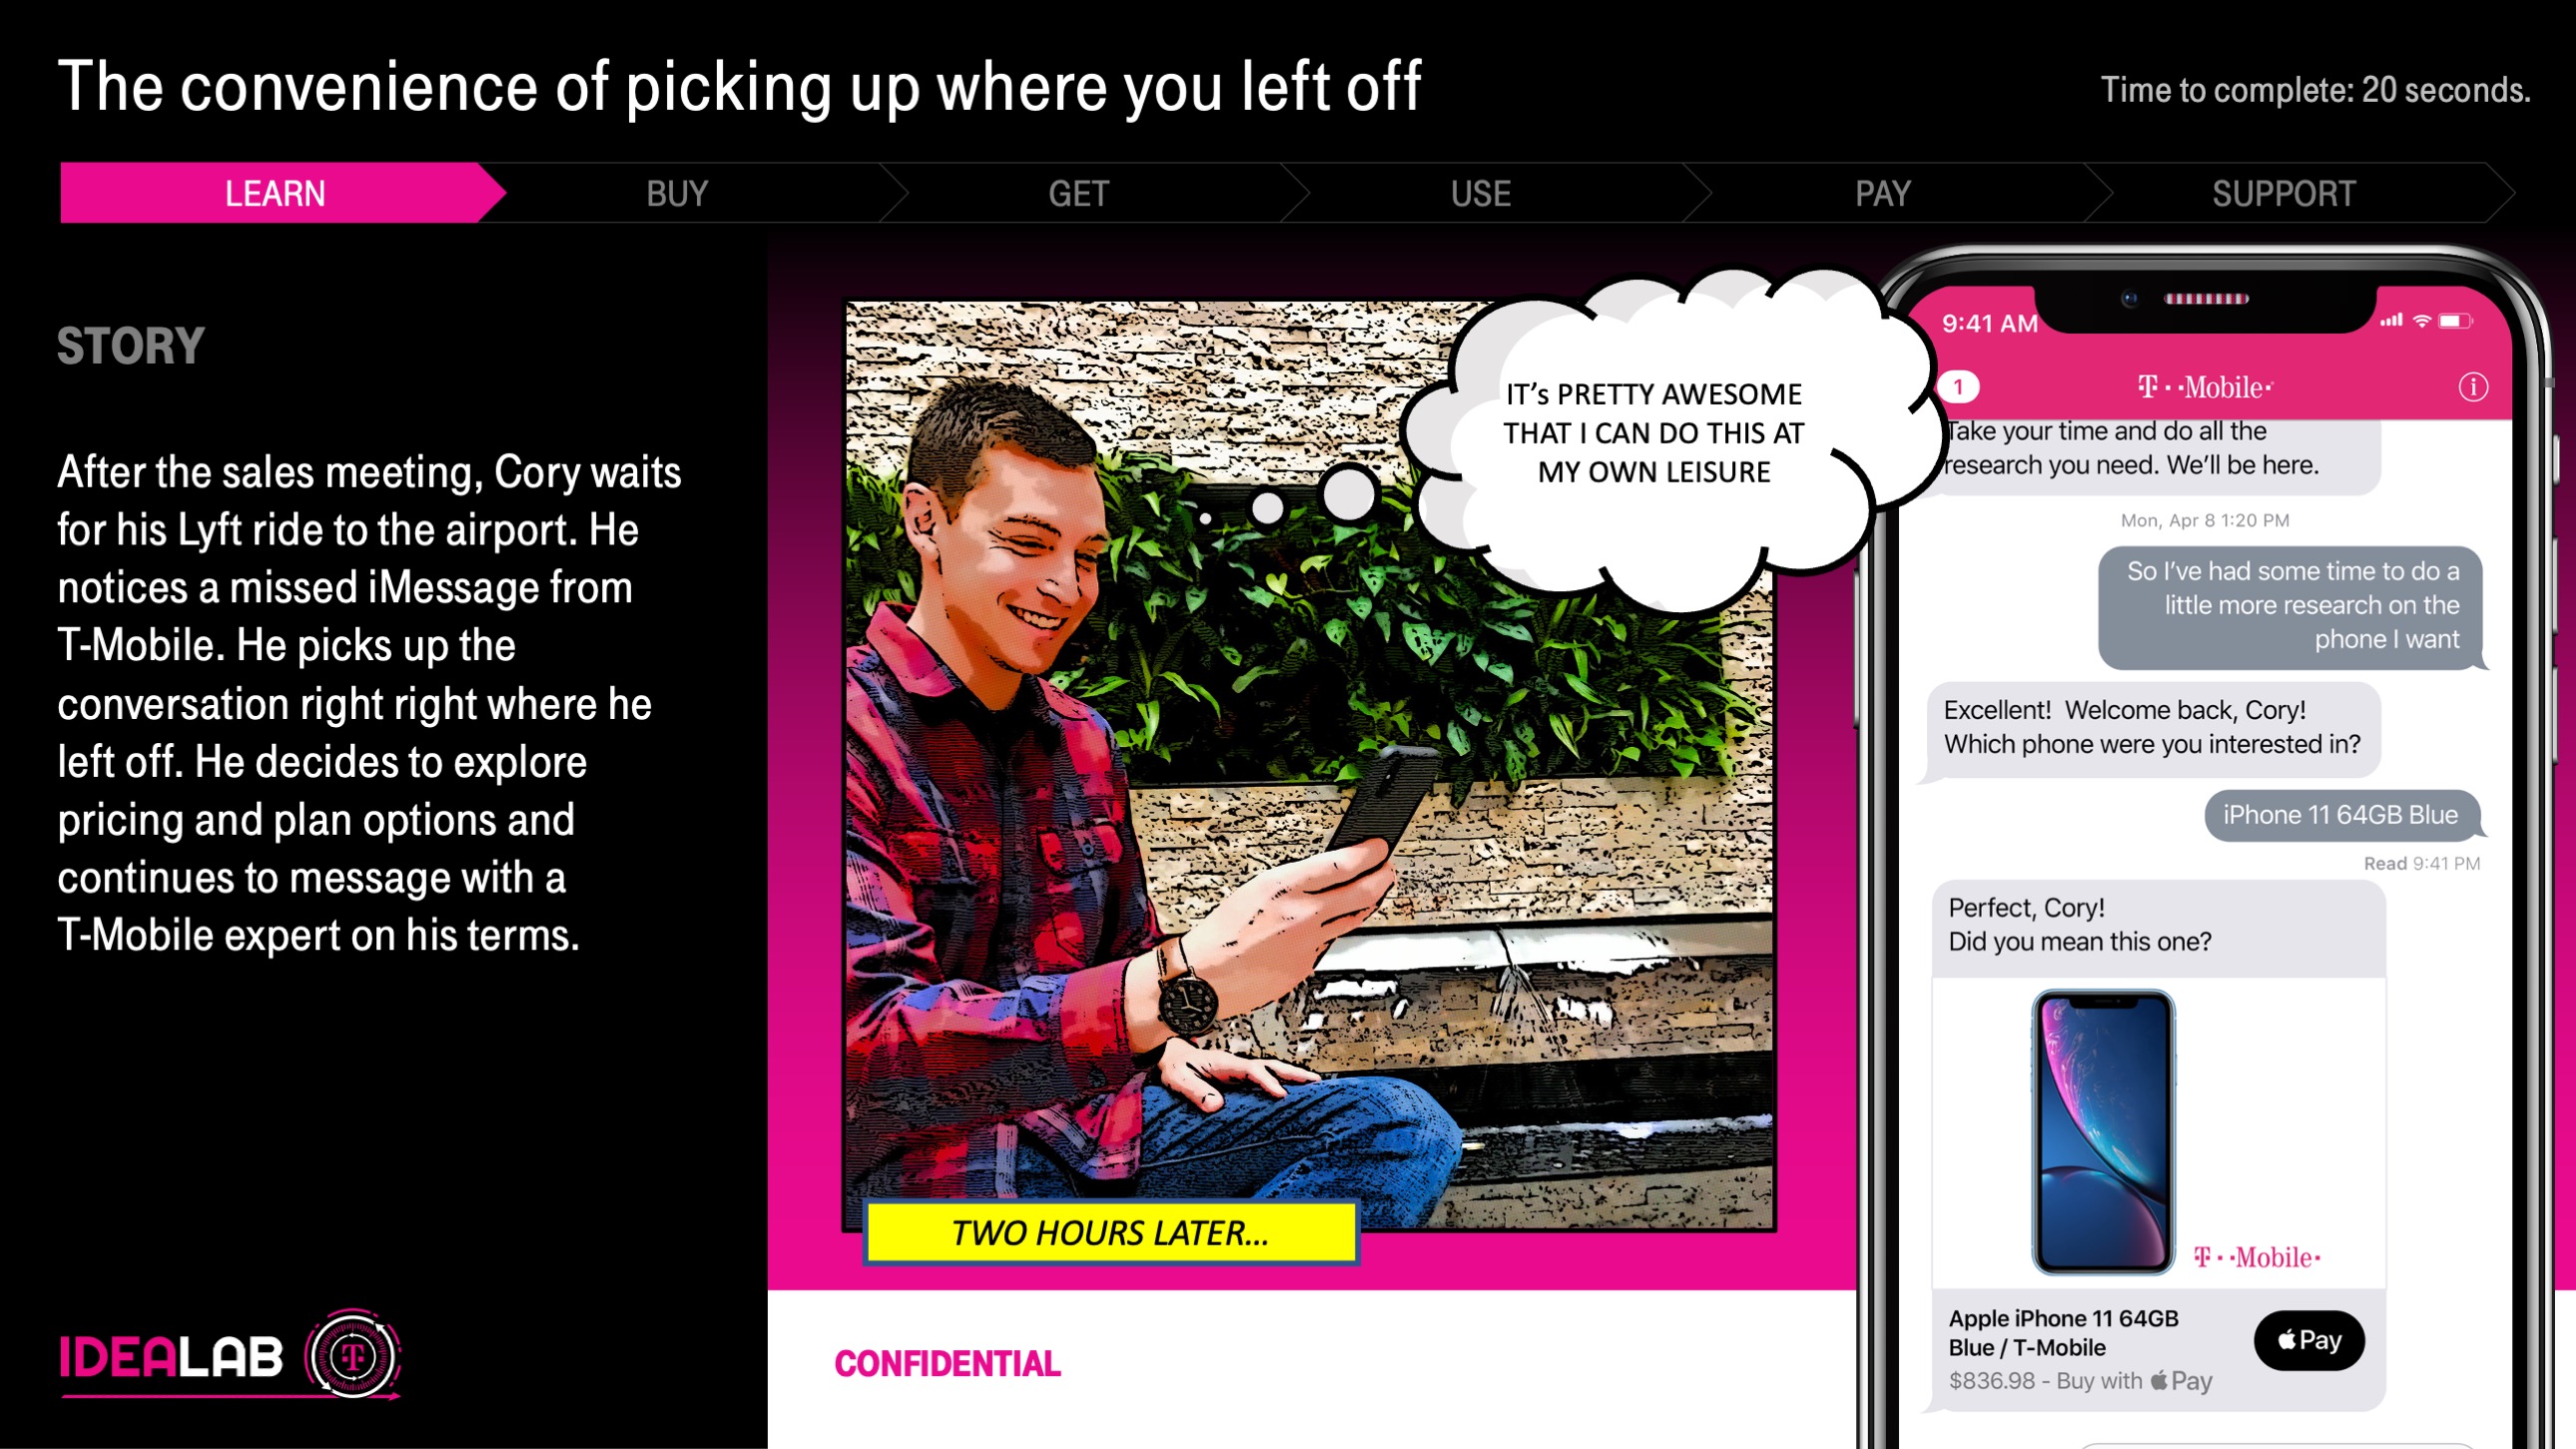 The convenience of picking up where you left off
Time to complete: 20 seconds.
LEARN
BUY
GET
USE
PAY
SUPPORT
STORY
After the sales meeting, Cory waits
for his Lyft ride to the airport. He
notices a missed iMessage from
T-Mobile. He picks up the
conversation right right where he
left off. He decides to explore
pricing and plan options and
continues to message with a
T-Mobile expert on his terms.
IDEALAB
T
IT's PRETTY AWESOME
THAT I CAN DO THIS AT
MY OWN LEISURE
TWO HOURS LATER...
CONFIDENTIAL
9:41 AM
1
T··Mobile·
i
Take your time and do all the
research you need. We'll be here.
Mon, Apr 8 1:20 PM
So I've had some time to do a
little more research on the
phone I want
Excellent!  Welcome back, Cory!
Which phone were you interested in?
iPhone 11 64GB Blue
Read 9:41 PM
Perfect, Cory!
Did you mean this one?
T··Mobile·
Apple iPhone 11 64GB
Blue / T-Mobile
$836.98 - Buy with Pay
Pay